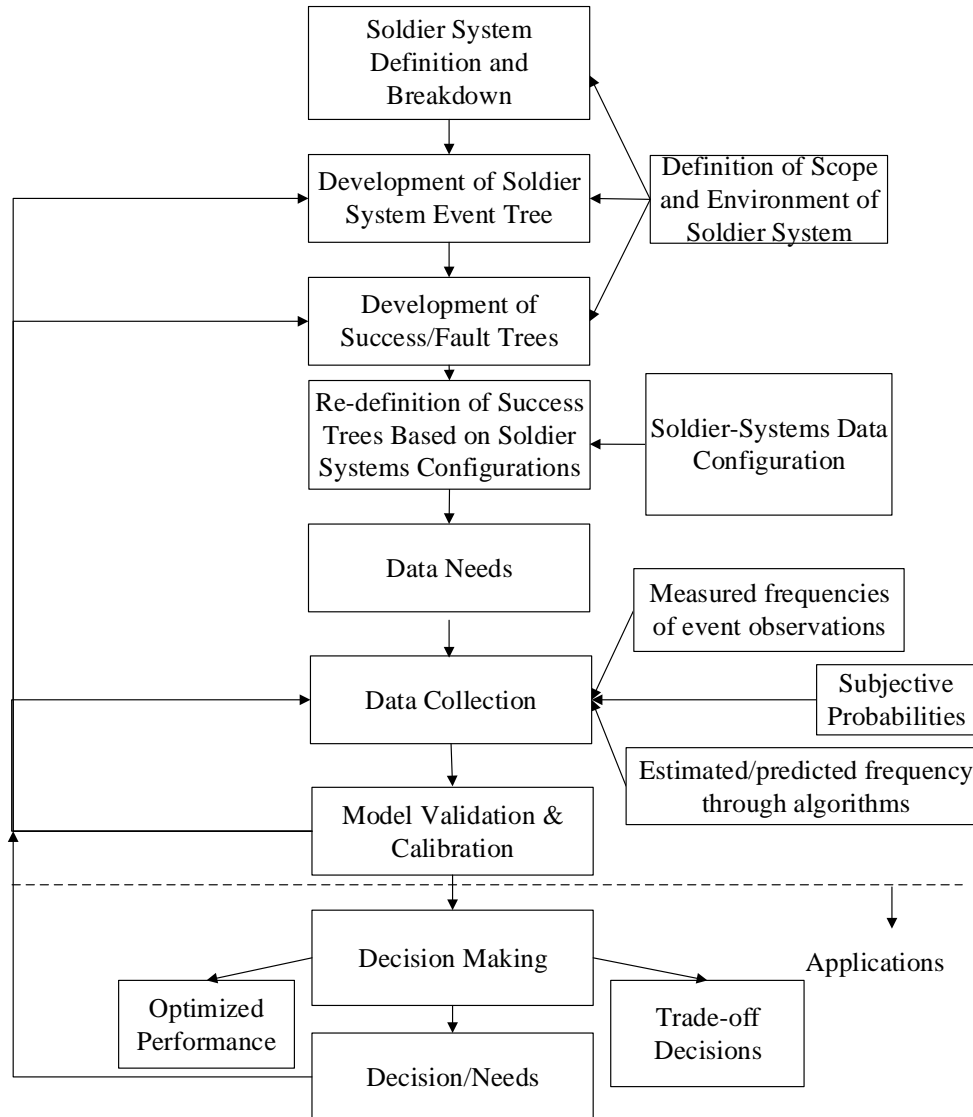 Soldier System
Definition and
Breakdown
Definition of Scope
and Environment of
Soldier System
Development of Soldier
System Event Tree
Development of
Success/Fault Trees
Re-definition of Success
Trees Based on Soldier
Systems Configurations
Soldier-Systems Data
Configuration
Data Needs
Measured frequencies
of event observations
Data Collection
Subjective
Probabilities
Estimated/predicted frequency
through algorithms
Model Validation &
Calibration
Decision Making
Applications
Optimized
Performance
Trade-off
Decisions
Decision/Needs